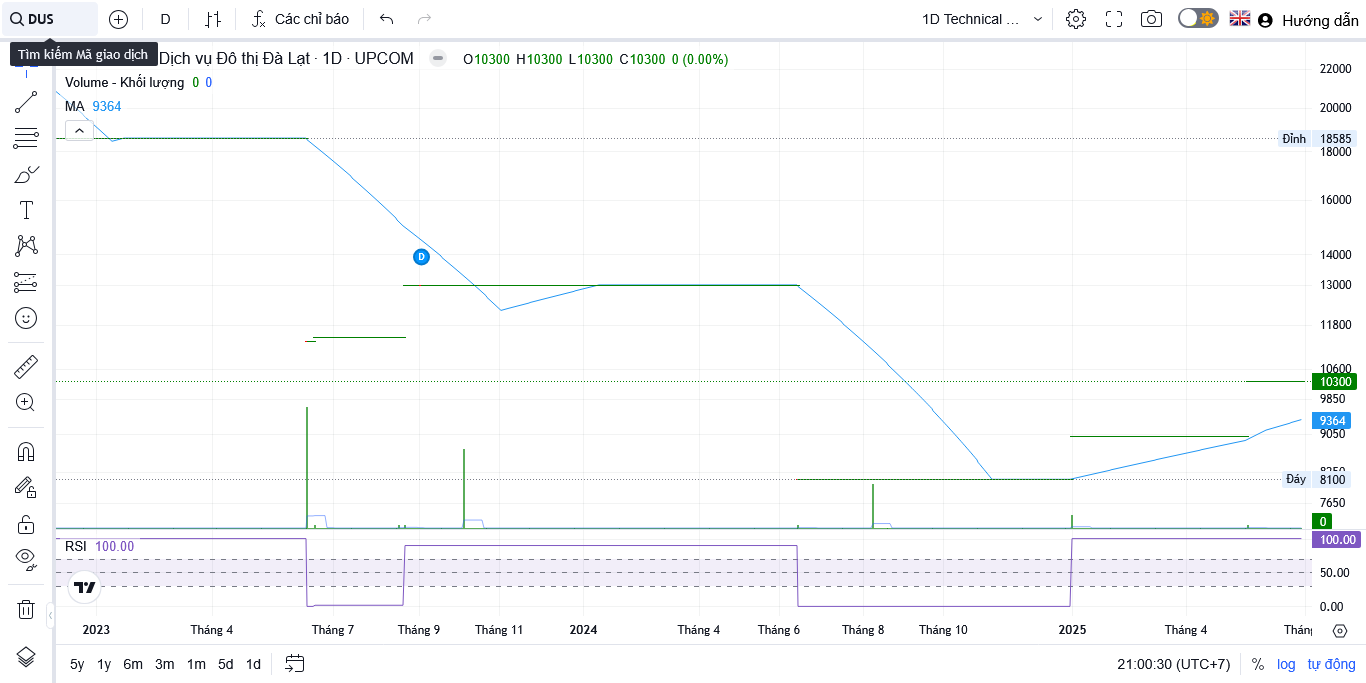 DUS
D
Các chỉ báo
1D Technical ...
Hướng dẫn
Tìm kiếm Mã giao dịch
Dịch vụ Đô thị Đà Lạt · 1D · UPCOM
O10300 H10300 L10300 C10300 0 (0.00%)
Volume - Khối lượng 0 0
MA 9364
22000
20000
Đỉnh 18585
18000
16000
14000
D
13000
11800
10600
10300
9850
9364
9050
8250
Đáy 8100
7650
0
RSI 100.00
100.00
50.00
0.00
2023 Tháng 4 Tháng 7 Tháng 9 Tháng 11 2024 Tháng 4 Tháng 6 Tháng 8 Tháng 10 2025 Tháng 4 Thán
5y 1y 6m 3m 1m 5d 1d
21:00:30 (UTC+7) % log tự động